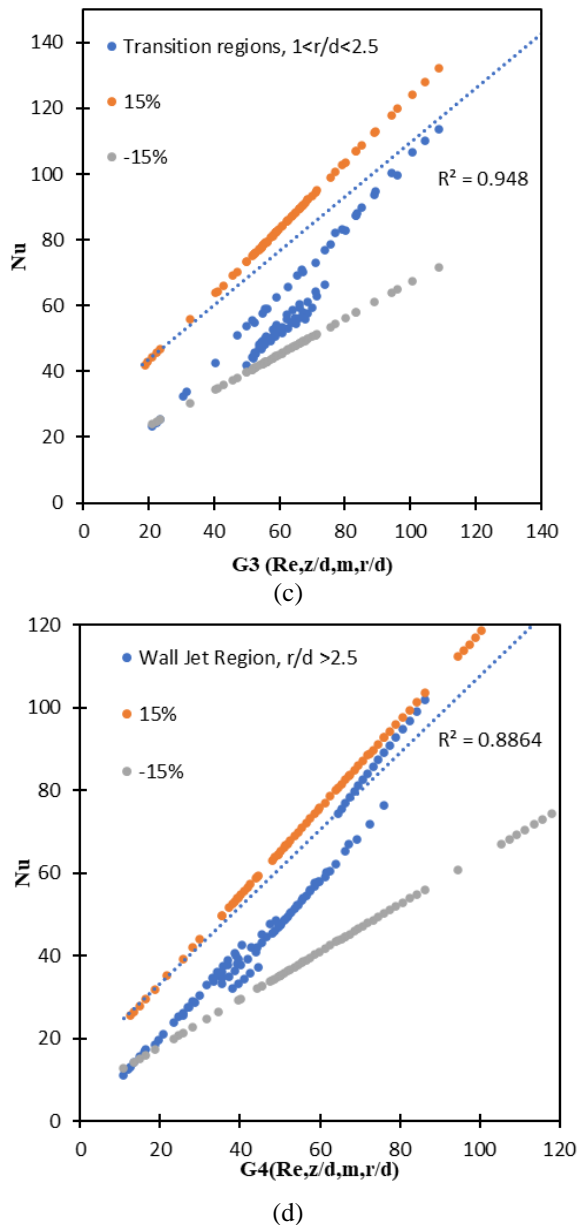 140
Transition regions, 1<r/d<2.5
120
15%
-15%
100
R² = 0.948
80
Nu
60
40
20
0
0 20 40 60 80 100 120 140
G3 (Re,z/d,m,r/d)
(c)
120
Wall Jet Region, r/d >2.5
15%
100
-15%
R² = 0.8864
80
Nu
60
40
20
0
0 20 40 60 80 100 120
G4(Re,z/d,m,r/d)
(d)